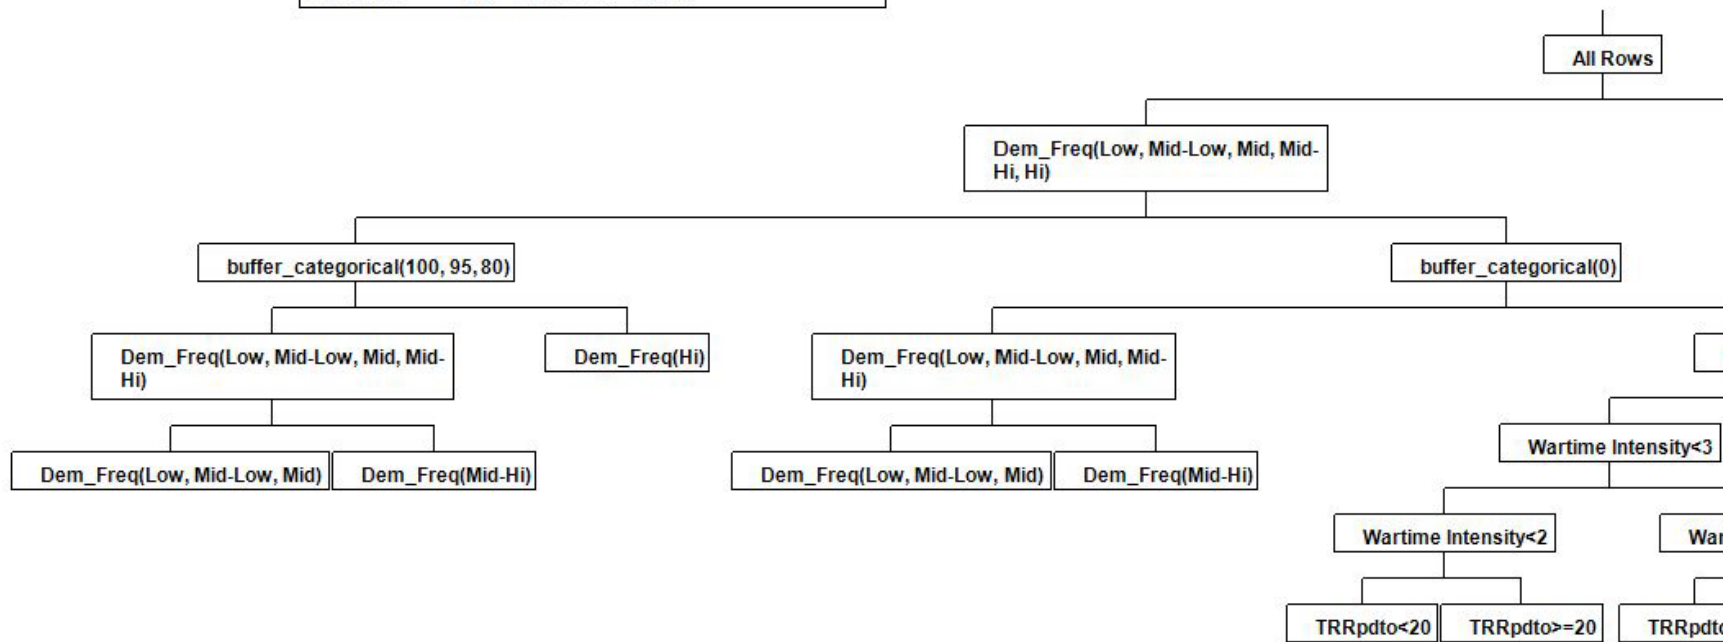 All Rows
Dem_Freq(Low, Mid-Low, Mid, Mid-
Hi, Hi)
buffer_categorical(100, 95, 80)
buffer_categorical(0)
Dem_Freq(Low, Mid-Low, Mid, Mid-
Hi)
Dem_Freq(Hi)
Dem_Freq(Low, Mid-Low, Mid, Mid-
Hi)
Wartime Intensity<3
Dem_Freq(Low, Mid-Low, Mid)
Dem_Freq(Mid-Hi)
Dem_Freq(Low, Mid-Low, Mid)
Dem_Freq(Mid-Hi)
Wartime Intensity<2
TRRpdto<20
TRRpdto>=20